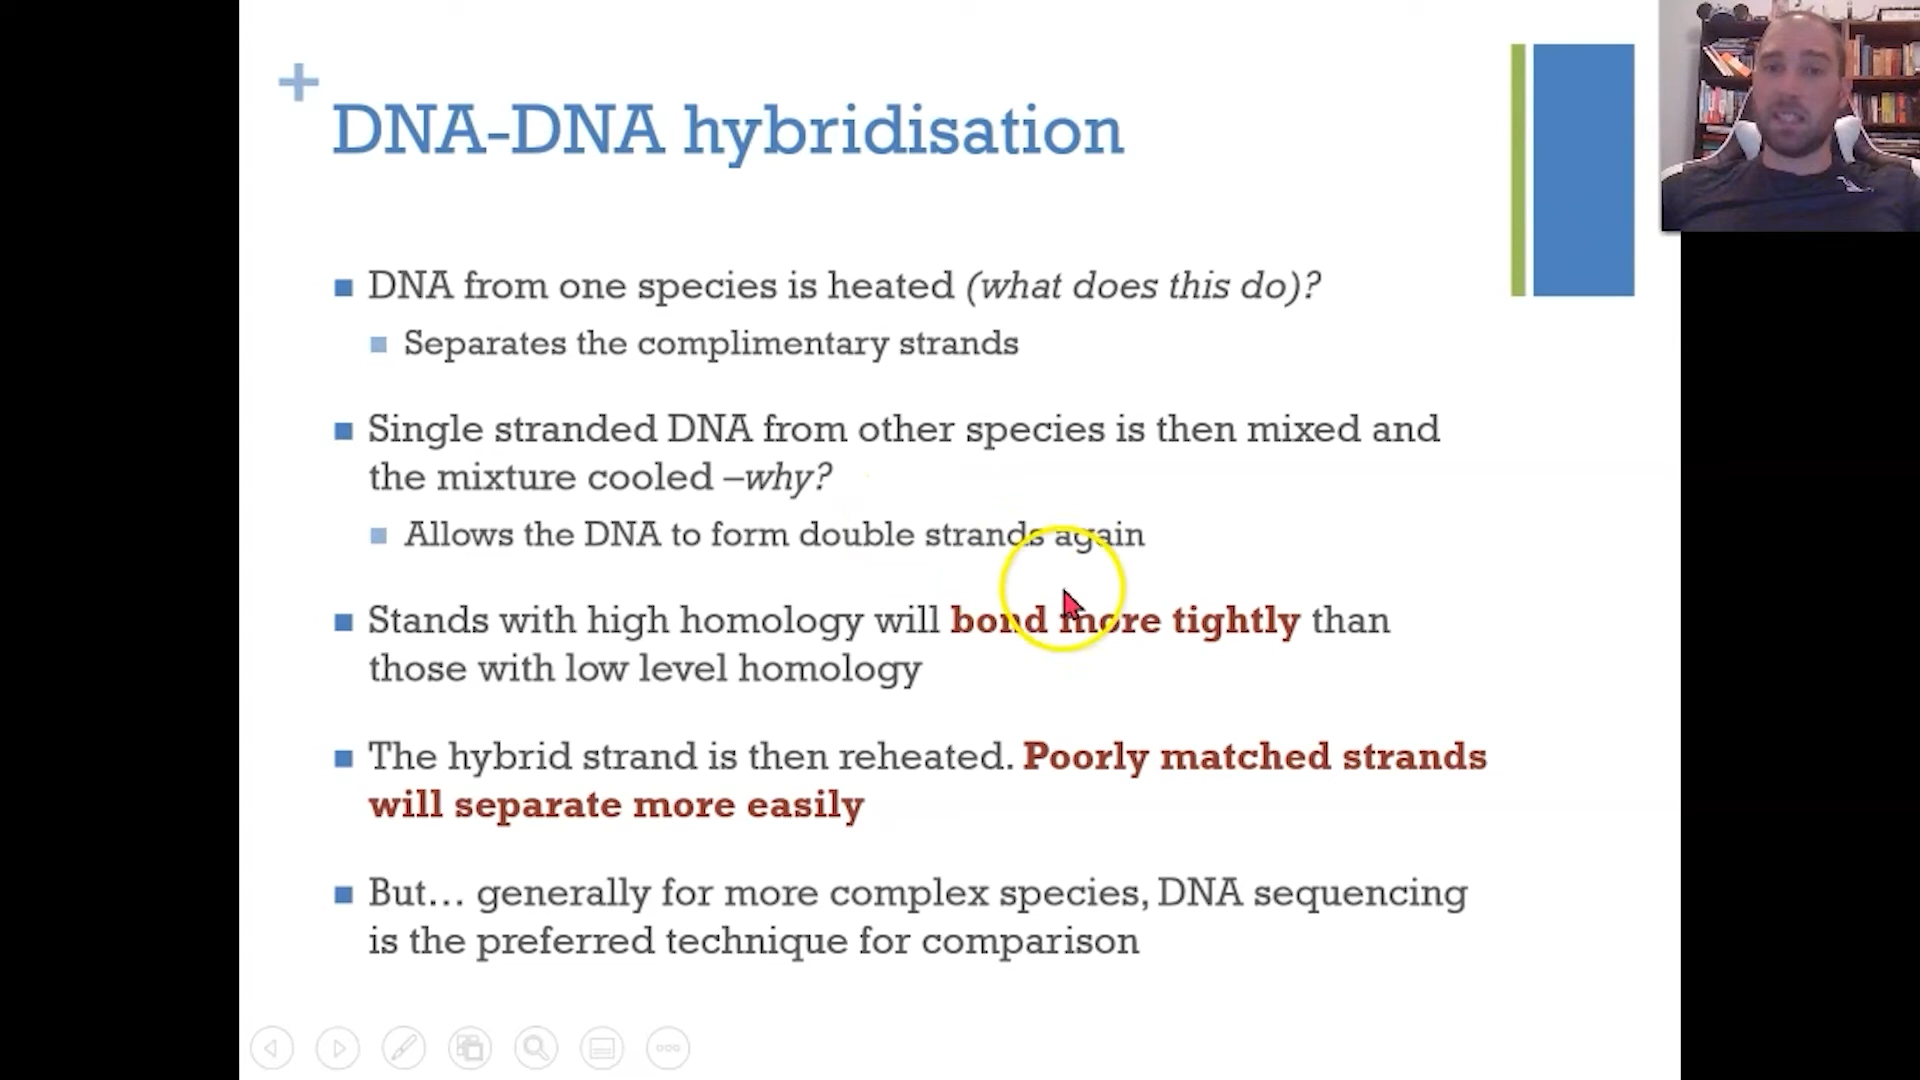 DNA-DNA hybridisation
DNA from one species is heated (what does this do)?
Separates the complimentary strands
Single stranded DNA from other species is then mixed and
the mixture cooled –why?
Allows the DNA to form double strands again
Stands with high homology will bond more tightly than
those with low level homology
The hybrid strand is then reheated. Poorly matched strands
will separate more easily
But... generally for more complex species, DNA sequencing
is the preferred technique for comparison